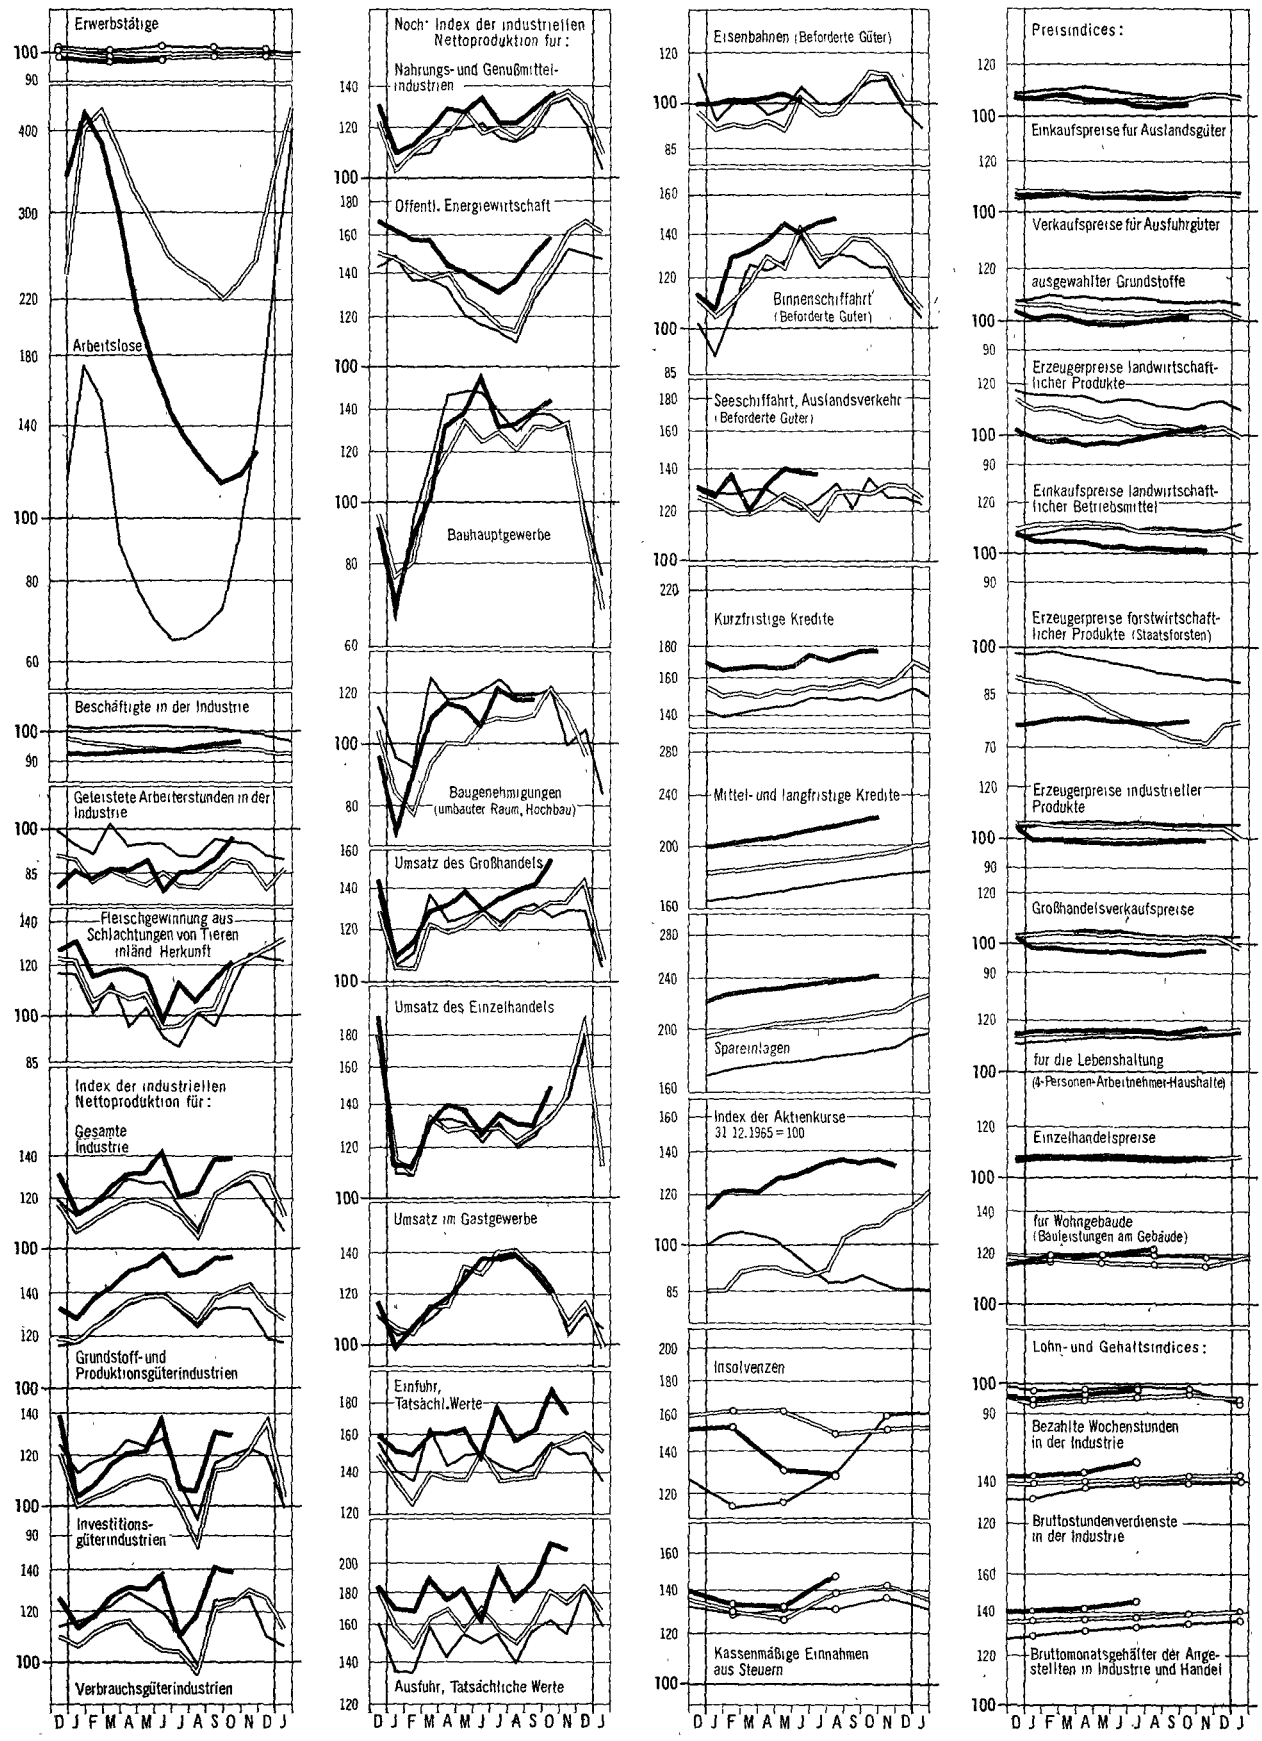 Erwerbstätige
100
90
400
300
220
180
Arbeitslose
140
100
80
60
Beschäftigte in der Industrie
100
90
Geleistete Arbeiterstunden in der
Industrie
100
85
140
Fleischgewinnung aus
Schlachtungen von Tieren
inländ Herkunft
120
100
85
Index der industriellen
Nettoproduktion für:
Gesamte
Industrie
140
120
100
140
120
Grundstoff- und
Produktionsgüterindustrien
100
140
120
100
Investitions-
güterindustrien
90
140
120
100
Verbrauchsgüterindustrien
D J F M A M J J A S O N D J
Noch: Index der industriellen
Nettoproduktion für:
Nahrungs- und Genußmittel-
industrien
140
120
100
180
Öffentl. Energiewirtschaft
160
140
120
100
140
120
100
Bauhauptgewerbe
80
60
120
100
Baugenehmigungen
(umbauter Raum, Hochbau)
80
160
Umsatz des Großhandels
140
120
100
Umsatz des Einzelhandels
180
160
140
120
100
Umsatz im Gastgewerbe
140
120
100
Einfuhr,
Tatsächl. Werte
180
160
140
120
200
180
160
140
Ausfuhr, Tatsächliche Werte
120
D J F M A M J J A S O N D J
Eisenbahnen (Beförderte Güter)
120
100
85
160
140
120
Binnenschiffahrt
(Beförderte Güter)
100
85
Seeschiffahrt, Auslandsverkehr
(Beförderte Güter)
180
160
140
120
100
220
Kurzfristige Kredite
180
160
140
280
240
Mittel- und langfristige Kredite
200
160
280
240
200
Spareinlagen
160
160
Index der Aktienkurse
31 12.1965 = 100
140
120
100
85
200
Insolvenzen
180
160
140
120
160
140
120
Kassenmäßige Einnahmen
aus Steuern
100
D J F M A M J J A S O N D J
Preisindices:
120
100
Einkaufspreise für Auslandsgüter
120
100
Verkaufspreise für Ausfuhrgüter
120
ausgewählter Grundstoffe
100
90
Erzeugerpreise landwirtschaft-
licher Produkte
120
100
90
Einkaufspreise landwirtschaft-
licher Betriebsmittel
120
100
90
Erzeugerpreise forstwirtschaft-
licher Produkte (Staatsforsten)
100
85
70
120
Erzeugerpreise industrieller
Produkte
100
90
120
Großhandelsverkaufspreise
100
90
120
für die Lebenshaltung
100
(4-Personen-Arbeitnehmer-Haushalte)
120
Einzelhandelspreise
100
140
für Wohngebäude
(Bauleistungen am Gebäude)
120
100
Lohn- und Gehaltsindices:
100
90
Bezahlte Wochenstunden
in der Industrie
140
120
Bruttostundenverdienste
in der Industrie
160
140
120
Bruttomonatsgehälter der Ange-
stellten in Industrie und Handel
100
D J F M A M J J A S O N D J